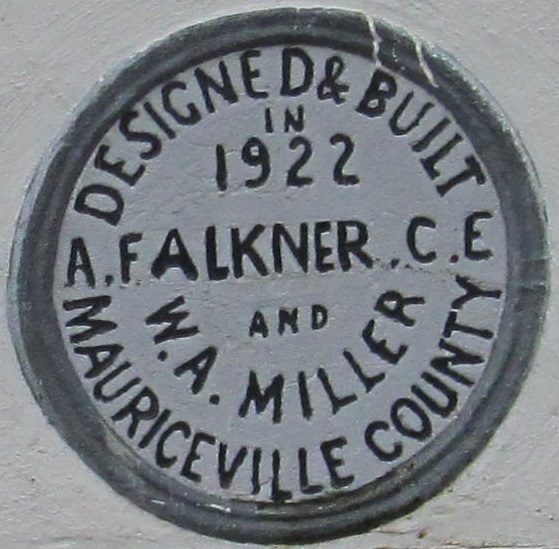 DESIGNED & BUILT
IN
1922
A. FALKNER. C. E
AND
W. A. MILLER
MAURICEVILLE COUNTY